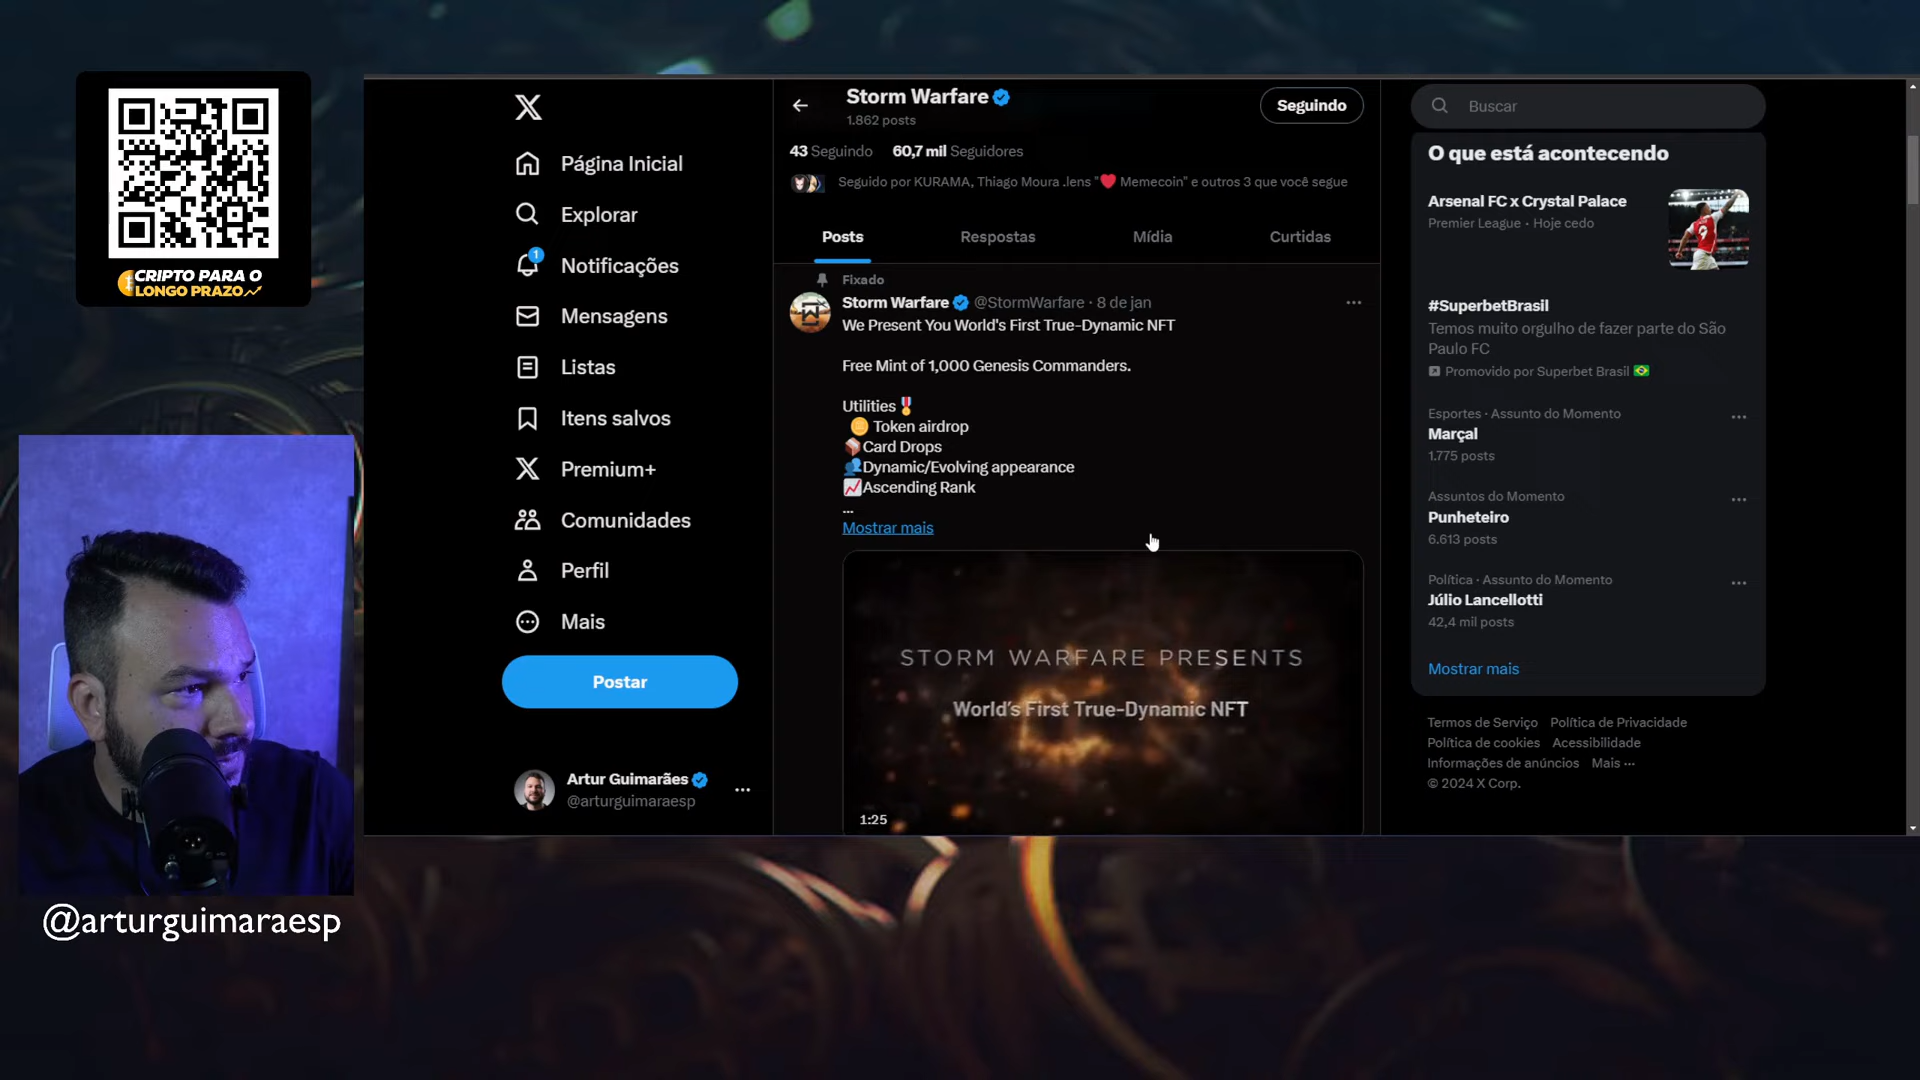 CRIPTO PARA O
LONGO PRAZO
@arturguimaraesp
Página Inicial
Explorar
1
Notificações
Mensagens
Listas
Itens salvos
Premium+
Comunidades
Perfil
Mais
Postar
Artur Guimarães
@arturguimaraesp
Storm Warfare
1.862 posts
Seguindo
43 Seguindo 60,7 mil Seguidores
Seguido por KURAMA, Thiago Moura .lens "❤️ Memecoin" e outros 3 que você segue
Posts Respostas Mídia Curtidas
Fixado
Storm Warfare @StormWarfare · 8 de jan
We Present You World's First True-Dynamic NFT
Free Mint of 1,000 Genesis Commanders.
Utilities🎖️
🪙 Token airdrop
📦Card Drops
👥Dynamic/Evolving appearance
📈Ascending Rank
...
Mostrar mais
STORM WARFARE PRESENTS
World's First True-Dynamic NFT
1:25
Buscar
O que está acontecendo
Arsenal FC x Crystal Palace
Premier League · Hoje cedo
#SuperbetBrasil
Temos muito orgulho de fazer parte do São
Paulo FC
Promovido por Superbet Brasil 🇧🇷
Esportes · Assunto do Momento
Marçal
1.775 posts
Assuntos do Momento
Punheteiro
6.613 posts
Política · Assunto do Momento
Júlio Lancellotti
42,4 mil posts
Mostrar mais
Termos de Serviço Política de Privacidade
Política de cookies Acessibilidade
Informações de anúncios Mais ···
© 2024 X Corp.